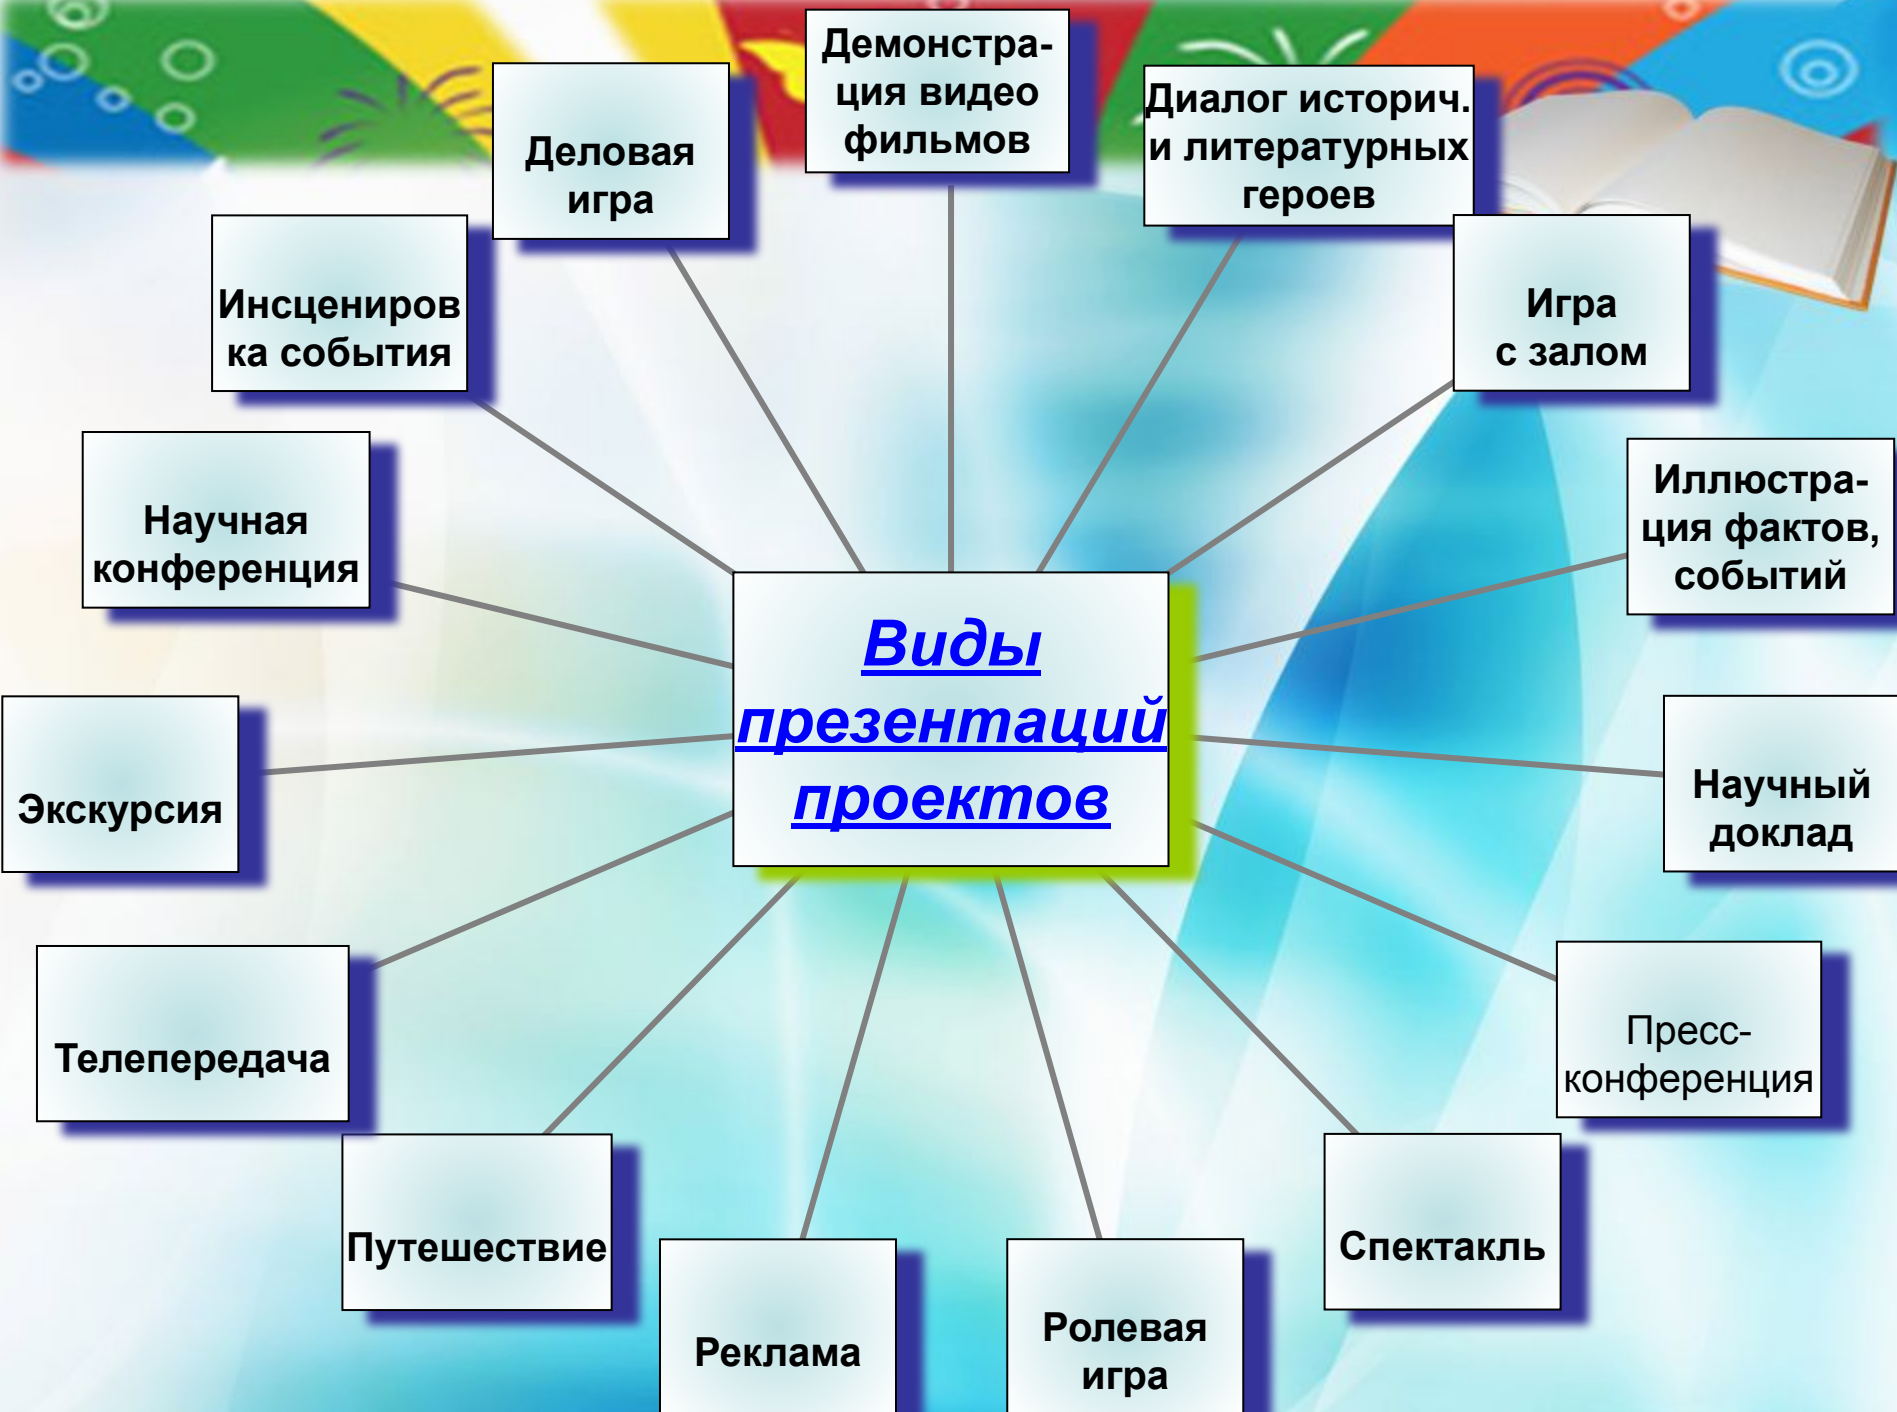 Демонстра-
ция видео
фильмов
Диалог историч.
и литературных
героев
Игра
с залом
Иллюстра-
ция фактов,
событий
Научный
доклад
Пресс-
конференция
Спектакль
Ролевая
игра
Реклама
Путешествие
Телепередача
Экскурсия
Научная
конференция
Инсцениров
ка события
Деловая
игра
Виды
презентаций
проектов